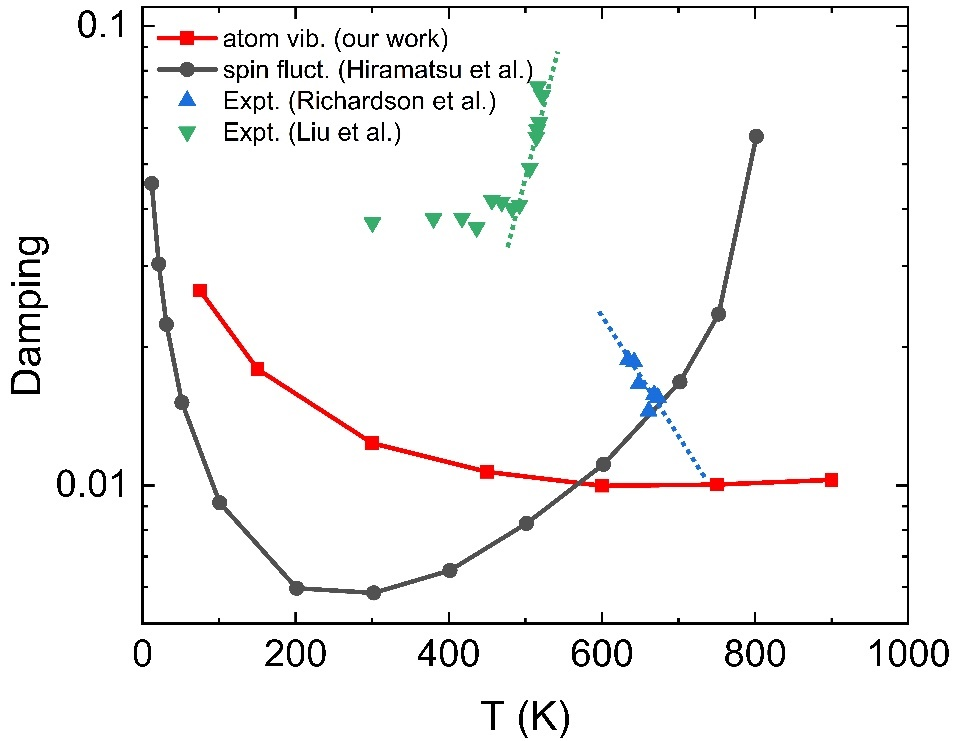 0.1
atom vib. (our work)
spin fluct. (Hiramatsu et al.)
Expt. (Richardson et al.)
Expt. (Liu et al.)
Damping
0.01
0 200 400 600 800 1000
T (K)